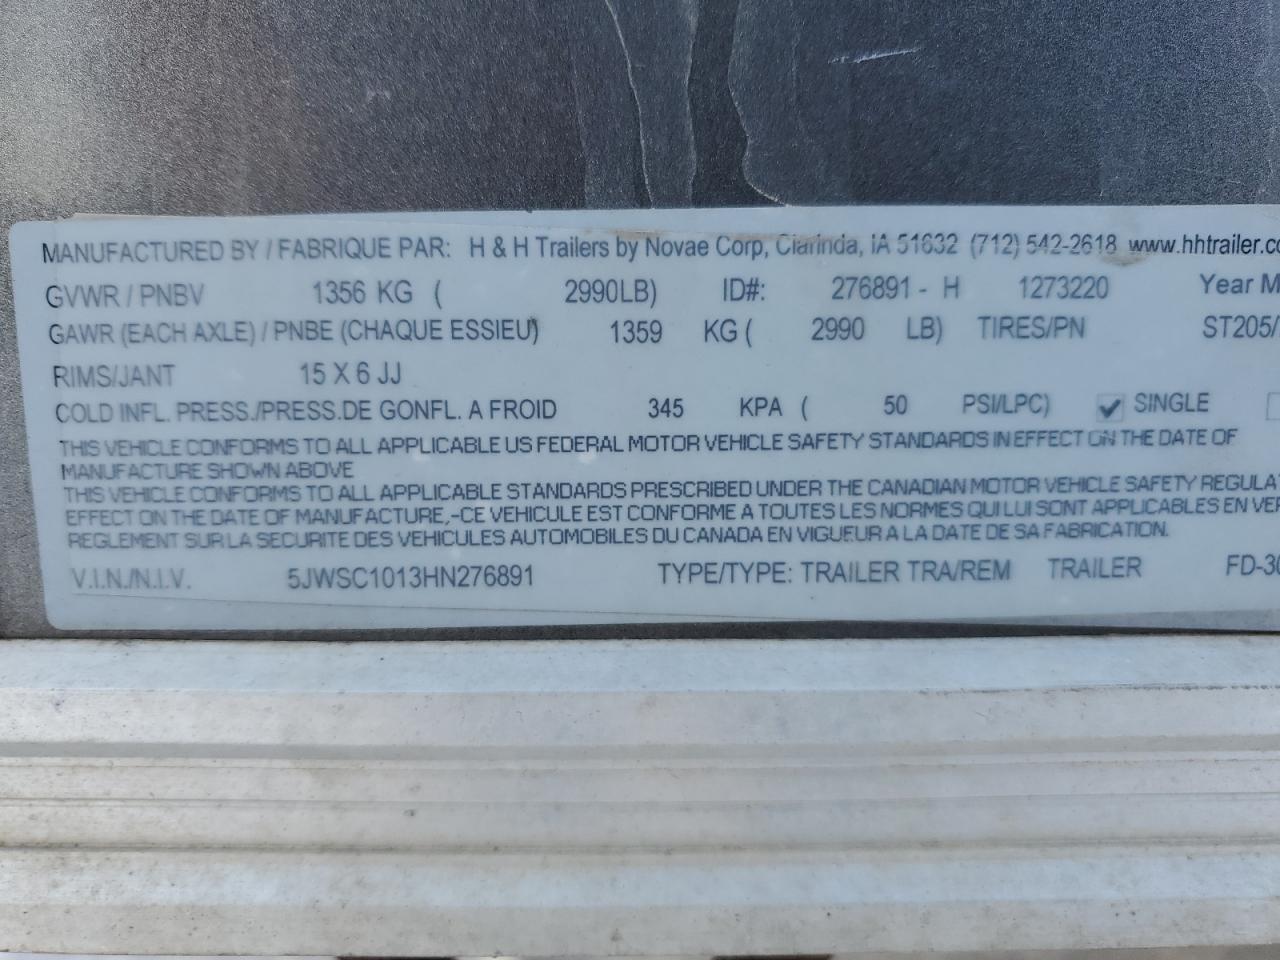 MANUFACTURED BY / FABRIQUE PAR: H & H Trailers by Novae Corp, Clarinda, IA 51632 (712) 542-2618 www.hhtrailer.co
GVWR / PNBV 1356 KG ( 2990LB) ID#: 276891 - H 1273220 Year M
GAWR (EACH AXLE) / PNBE (CHAQUE ESSIEU) 1359 KG ( 2990 LB) TIRES/PN ST205/
RIMS/JANT 15 X 6 JJ
COLD INFL. PRESS./PRESS.DE GONFL. A FROID 345 KPA ( 50 PSI/LPC) SINGLE
THIS VEHICLE CONFORMS TO ALL APPLICABLE US FEDERAL MOTOR VEHICLE SAFETY STANDARDS IN EFFECT ON THE DATE OF
MANUFACTURE SHOWN ABOVE
THIS VEHICLE CONFORMS TO ALL APPLICABLE STANDARDS PRESCRIBED UNDER THE CANADIAN MOTOR VEHICLE SAFETY REGULAT
EFFECT ON THE DATE OF MANUFACTURE,-CE VEHICULE EST CONFORME A TOUTES LES NORMES QUI LUI SONT APPLICABLES EN VER
REGLEMENT SUR LA SECURITE DES VEHICULES AUTOMOBILES DU CANADA EN VIGUEUR A LA DATE DE SA FABRICATION.
V.I.N./N.I.V. 5JWSC1013HN276891 TYPE/TYPE: TRAILER TRA/REM TRAILER FD-30